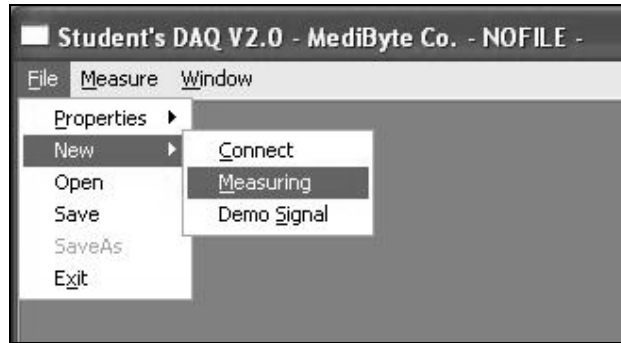 Student's DAQ V2.0 - MediByte Co. - NOFILE -
File Measure Window
Properties
New
Open
Save
SaveAs
Exit
Connect
Measuring
Demo Signal